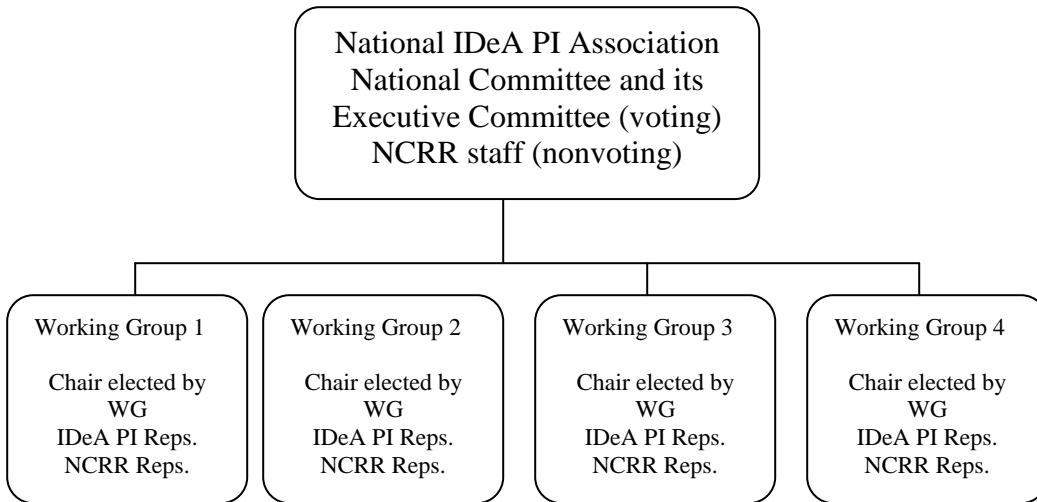 National IDeA PI Association
National Committee and its
Executive Committee (voting)
NCRR staff (nonvoting)
Working Group 1
Chair elected by
WG
IDeA PI Reps.
NCRR Reps.
Working Group 2
Chair elected by
WG
IDeA PI Reps.
NCRR Reps.
Working Group 3
Chair elected by
WG
IDeA PI Reps.
NCRR Reps.
Working Group 4
Chair elected by
WG
IDeA PI Reps.
NCRR Reps.